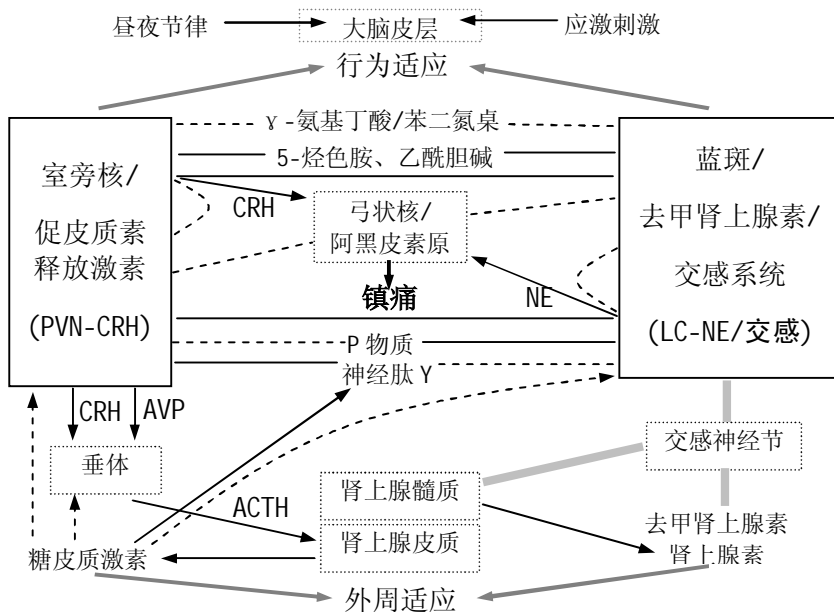 昼夜节律
大脑皮层
应激刺激
行为适应
γ-氨基丁酸/苯二氮桌
5-烃色胺、乙酰胆碱
室旁核/
促皮质素
释放激素
(PVN-CRH)
CRH
弓状核/
阿黑皮素原
镇痛
NE
蓝斑/
去甲肾上腺素/
交感系统
(LC-NE/交感)
P 物质
神经肽 Y
CRH
AVP
垂体
ACTH
肾上腺髓质
肾上腺皮质
交感神经节
去甲肾上腺素
肾上腺素
糖皮质激素
外周适应